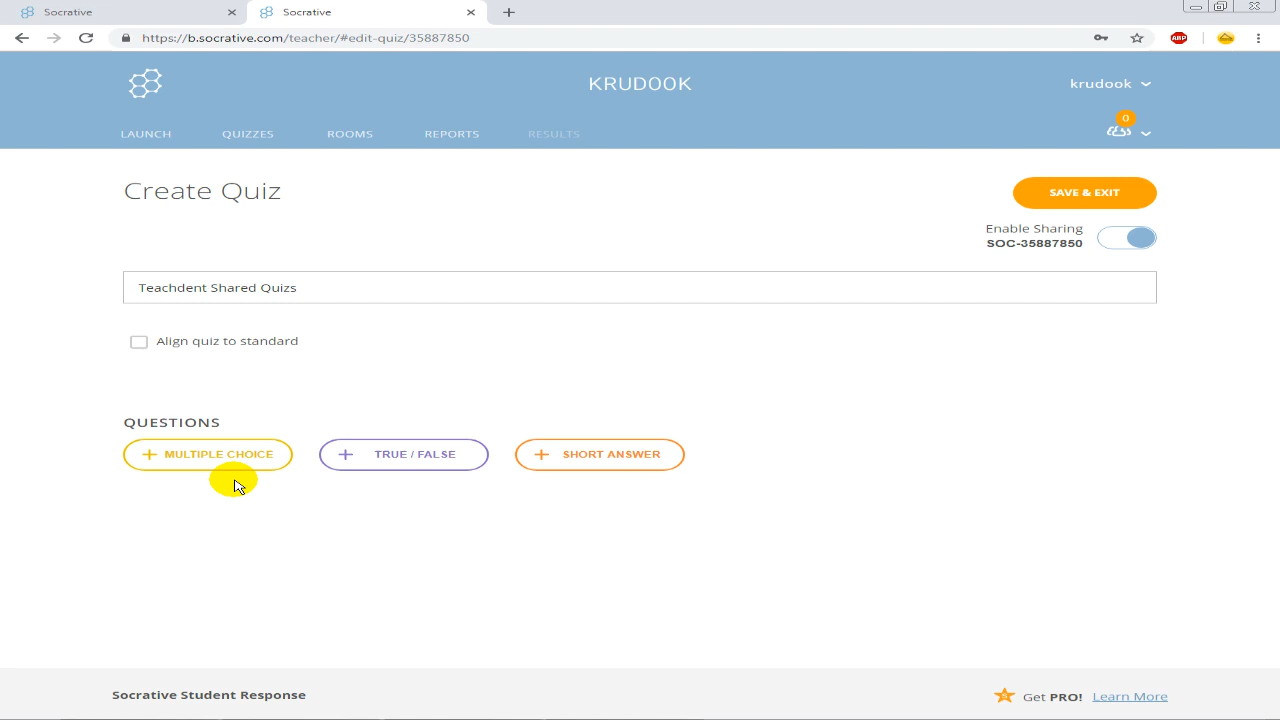 Socrative
Socrative
https://b.socrative.com/teacher/#edit-quiz/35887850
ABP
KRUDOOK
krudook
LAUNCH
QUIZZES
ROOMS
REPORTS
RESULTS
0
Create Quiz
SAVE & EXIT
Enable Sharing
SOC-35887850
Teachdent Shared Quizs
Align quiz to standard
QUESTIONS
+ MULTIPLE CHOICE
+ TRUE / FALSE
+ SHORT ANSWER
Socrative Student Response
Get PRO! Learn More